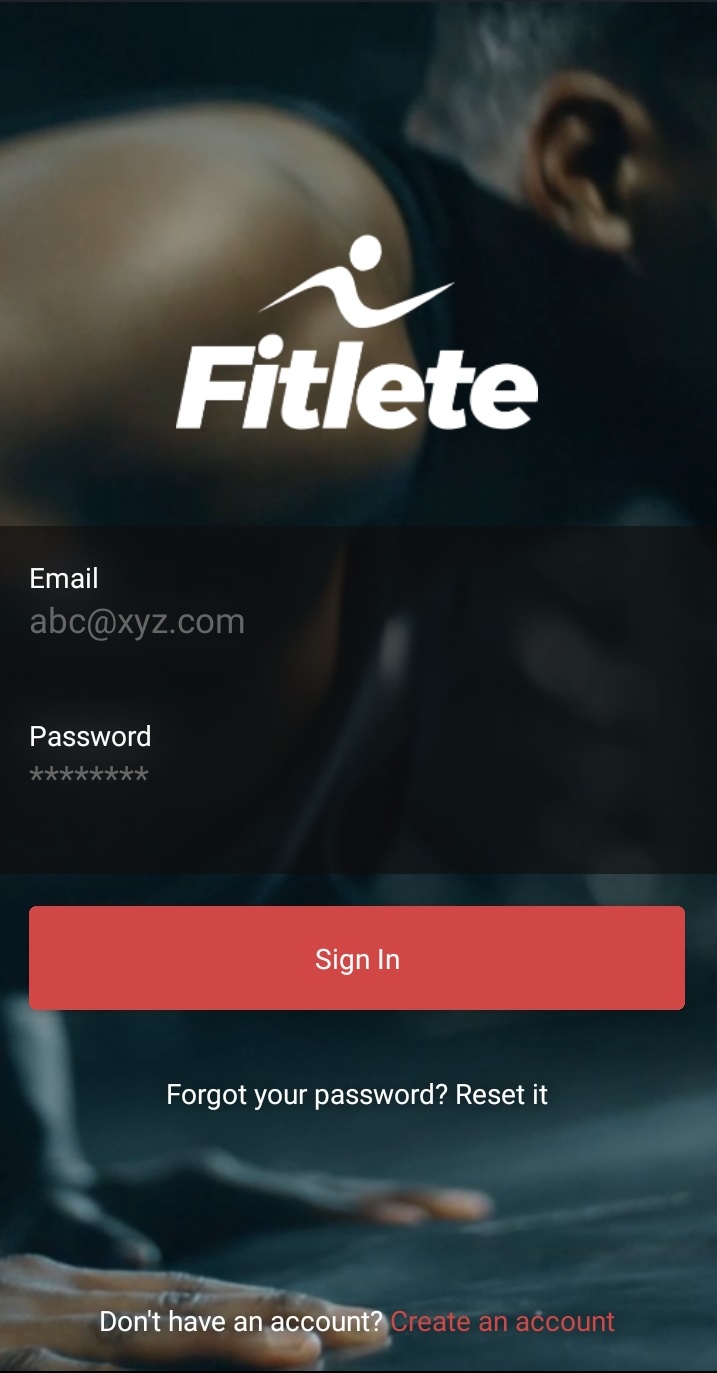 Fitlete
Email
abc@xyz.com
Password
********
Sign In
Forgot your password? Reset it
Don't have an account? Create an account